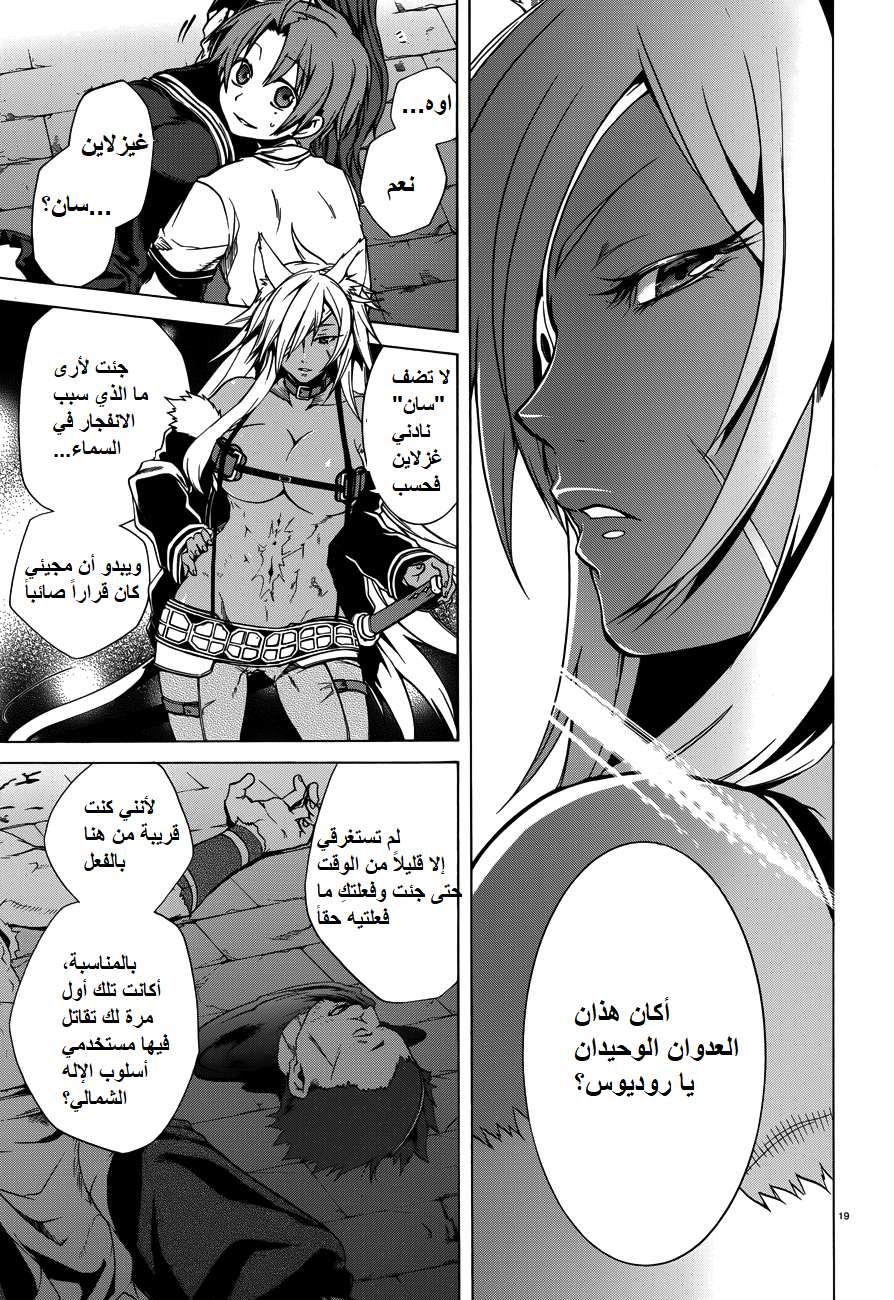 أكان هذان
العدوان الوحيدان
يا روديوس؟
اوه...
نعم
غيزلاين
...سان؟
لا تضف
"سان"
نادني
غزلاين
فحسب
جئت لأرى
ما الذي سبب
الانفجار في
السماء...
ويبدو أن مجيئي
كان قراراً صائباً
لم تستغرقي
إلا قليلاً من الوقت
حتى جئت وفعلتكِ ما
فعلتيه حقاً
لأنني كنت
قريبة من هنا
بالفعل
بالمناسبة،
أكانت تلك أول
مرة لك تقاتل
فيها مستخدمي
أسلوب الإله
الشمالي؟
19